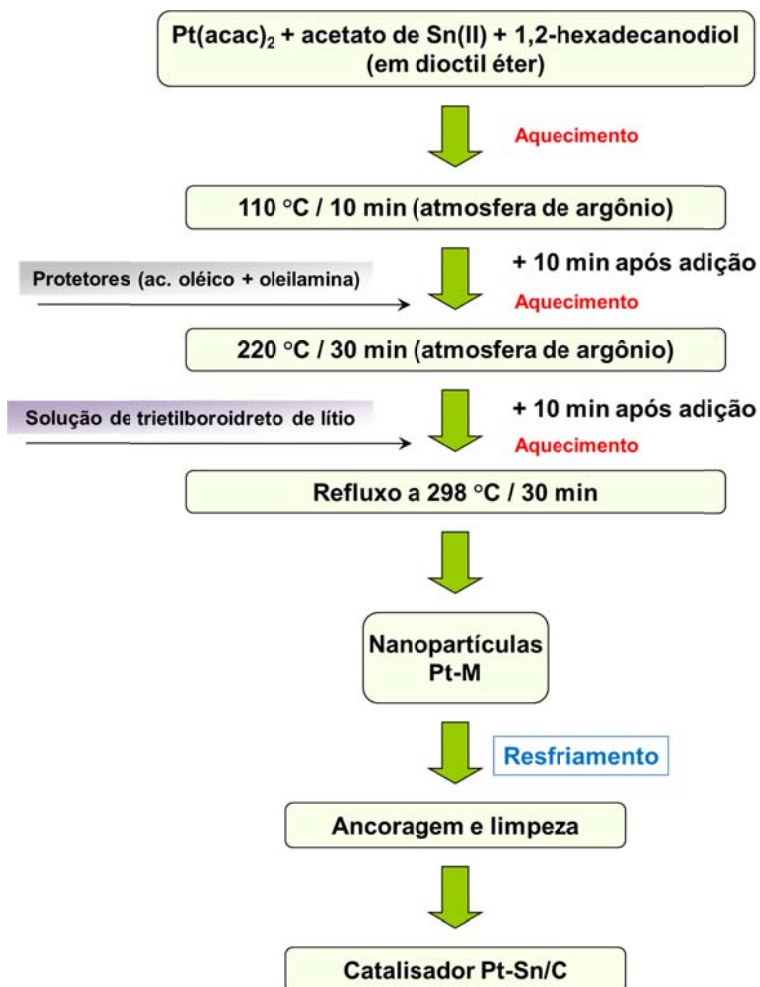 Pt(acac)₂ + acetato de Sn(II) + 1,2-hexadecanodiol
(em dioctil éter)
Aquecimento
110 °C / 10 min (atmosfera de argônio)
Protetores (ac. oléico + oleilamina)
+ 10 min após adição
Aquecimento
220 °C / 30 min (atmosfera de argônio)
Solução de trietilboroidreto de lítio
+ 10 min após adição
Aquecimento
Refluxo a 298 °C / 30 min
Nanopartículas
Pt-M
Resfriamento
Ancoragem e limpeza
Catalisador Pt-Sn/C